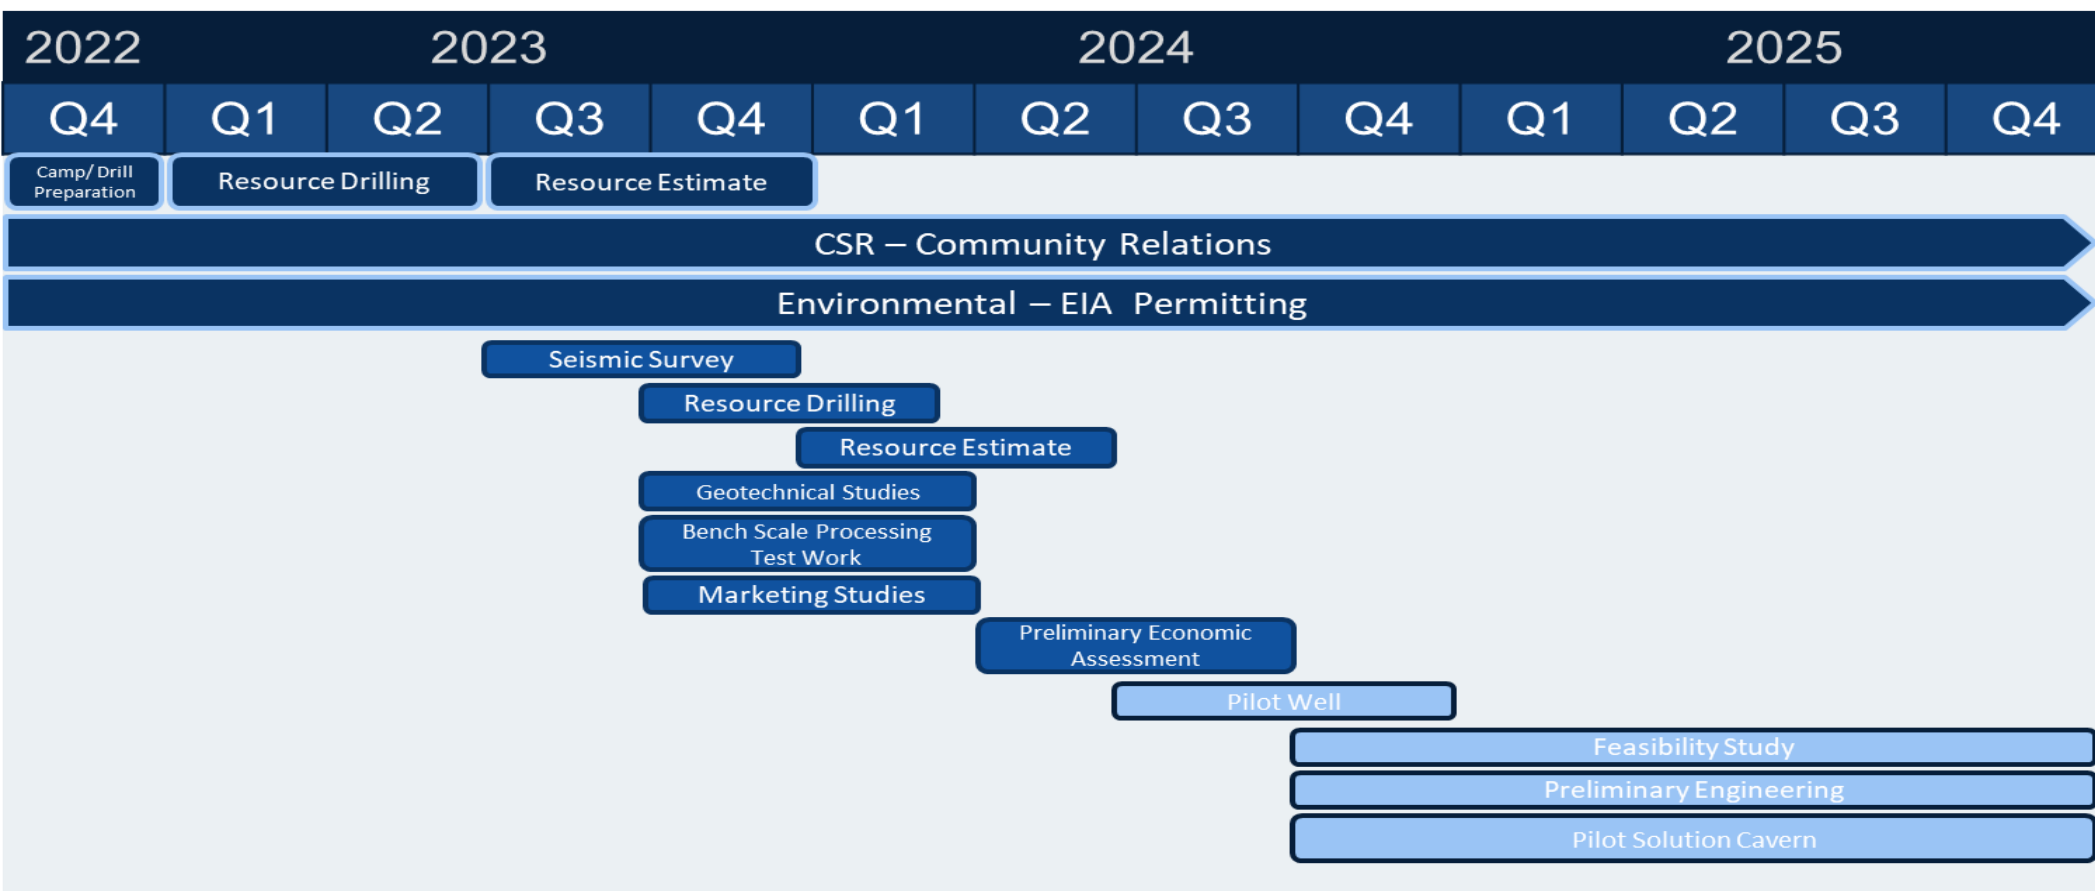 2022 2023 2024 2025
Q4 Q1 Q2 Q3 Q4 Q1 Q2 Q3 Q4 Q1 Q2 Q3 Q4
Camp/Drill
Preparation
Resource Drilling
Resource Estimate
CSR – Community Relations
Environmental – EIA Permitting
Seismic Survey
Resource Drilling
Resource Estimate
Geotechnical Studies
Bench Scale Processing
Test Work
Marketing Studies
Preliminary Economic
Assessment
Pilot Well
Feasibility Study
Preliminary Engineering
Pilot Solution Cavern